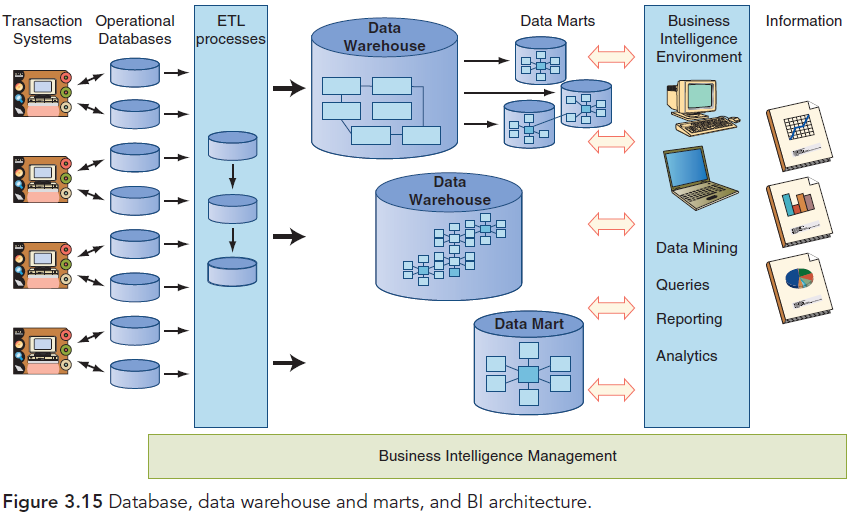 Transaction
Systems
Operational
Databases
ETL
processes
Data
Warehouse
Data Marts
Business
Intelligence
Environment
Information
Data
Warehouse
Data Mining
Queries
Reporting
Analytics
Data Mart
Business Intelligence Management
Figure 3.15 Database, data warehouse and marts, and BI architecture.